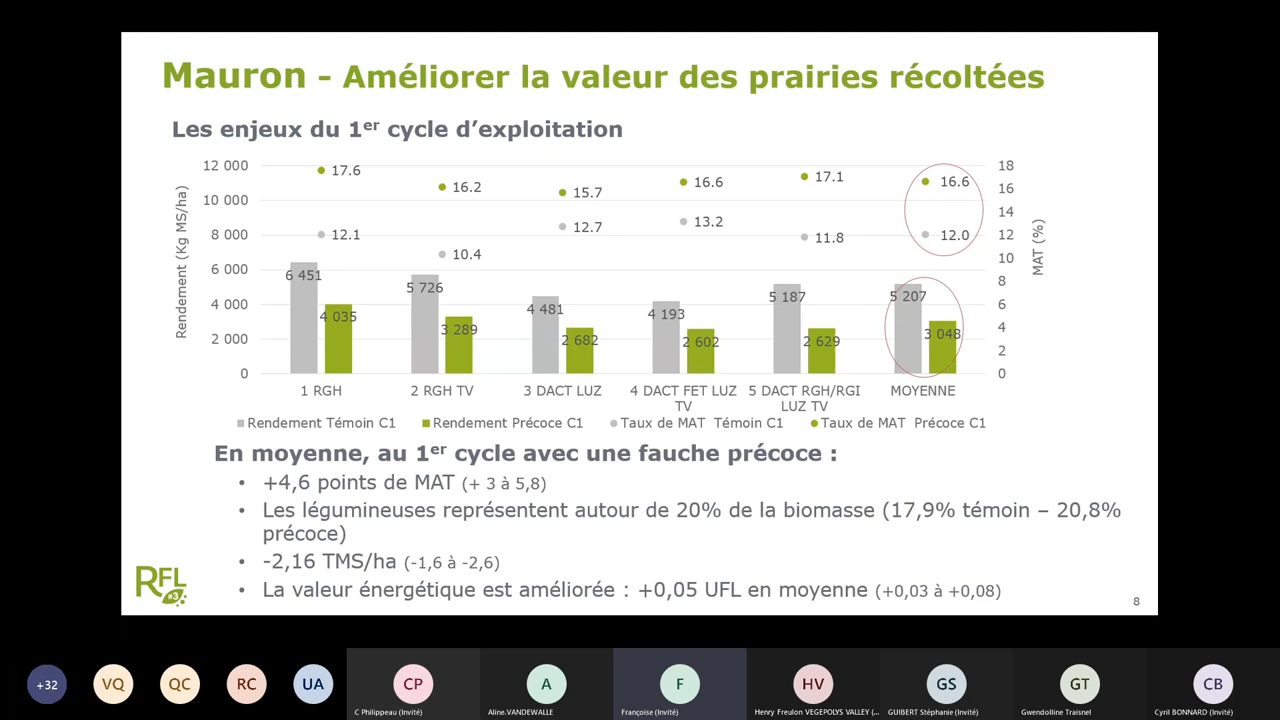 Mauron - Améliorer la valeur des prairies récoltées
Les enjeux du 1er cycle d'exploitation
12 000
10 000
8 000
6 000
4 000
2 000
0
Rendement (Kg MS/ha)
18
16
14
12
10
8
6
4
2
0
MAT (%)
17.6
16.2
15.7
16.6
17.1
16.6
12.1
10.4
12.7
13.2
11.8
12.0
6 451
4 035
5 726
3 289
4 481
2 682
4 193
2 602
5 187
2 629
5 207
3 048
1 RGH
2 RGH TV
3 DACT LUZ
4 DACT FET LUZ
TV
5 DACT RGH/RGI
LUZ TV
MOYENNE
Rendement Témoin C1
Rendement Précoce C1
Taux de MAT Témoin C1
Taux de MAT Précoce C1
En moyenne, au 1er cycle avec une fauche précoce :
• +4,6 points de MAT (+ 3 à 5,8)
• Les légumineuses représentent autour de 20% de la biomasse (17,9% témoin – 20,8%
précoce)
• -2,16 TMS/ha (-1,6 à -2,6)
• La valeur énergétique est améliorée : +0,05 UFL en moyenne (+0,03 à +0,08)
RFL
#3
8
+32
VQ
QC
RC
UA
CP
C Philippeau (Invité)
A
Aline.VANDEWALLE
F
Françoise (Invité)
HV
Henry Freulon VEGEPOLYS VALLEY (...
GS
GUIBERT Stéphanie (Invité)
GT
Gwendolline Traisnel
CB
Cyril BONNARD (Invité)